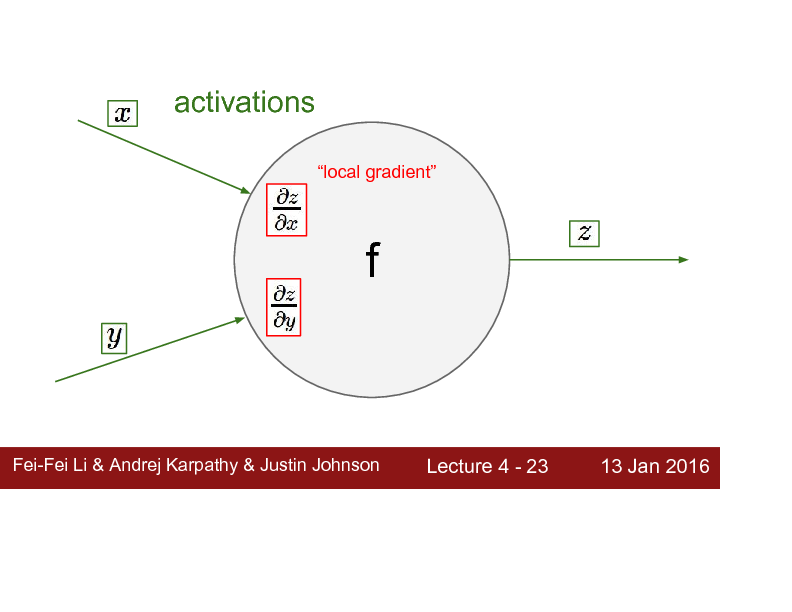 activations
x
“local gradient”
∂z
∂x
z
f
∂z
∂y
y
Fei-Fei Li & Andrej Karpathy & Justin Johnson Lecture 4 - 23 13 Jan 2016